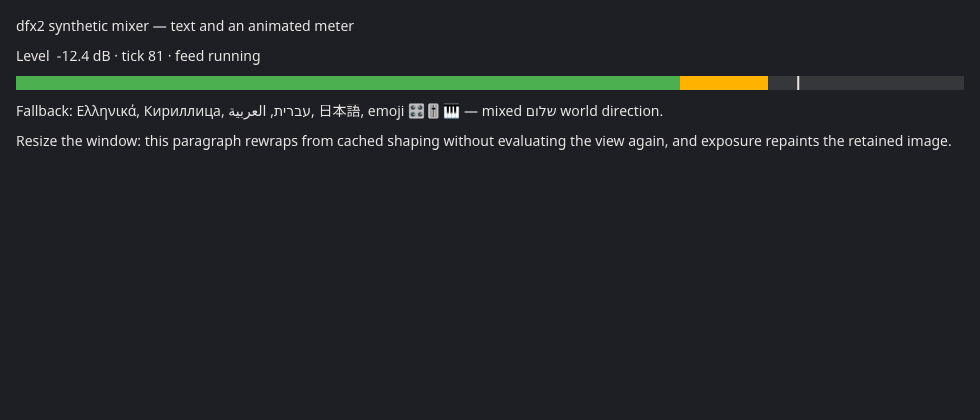 dfx2 synthetic mixer — text and an animated meter
Level  -12.4 dB · tick 81 · feed running
Fallback: Ελληνικά, Кириллица, עברית, العربية, 日本語, emoji 🎛️🎚️🎹 — mixed שלום world direction.
Resize the window: this paragraph rewraps from cached shaping without evaluating the view again, and exposure repaints the retained image.